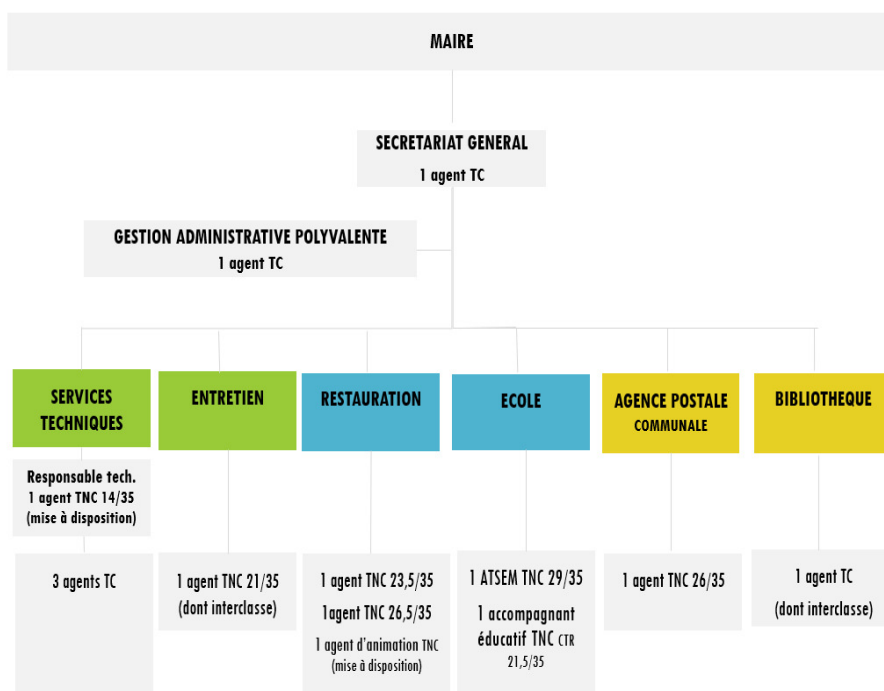 MAIRE
SECRETARIAT GENERAL
1 agent TC
GESTION ADMINISTRATIVE POLYVALENTE
1 agent TC
SERVICES
TECHNIQUES
Responsable tech.
1 agent TNC 14/35
(mise à disposition)
3 agents TC
ENTRETIEN
1 agent TNC 21/35
(dont interclasse)
RESTAURATION
1 agent TNC 23,5/35
1agent TNC 26,5/35
1 agent d'animation TNC
(mise à disposition)
ECOLE
1 ATSEM TNC 29/35
1 accompagnant
éducatif TNC CTR
21,5/35
AGENCE POSTALE
COMMUNALE
1 agent TNC 26/35
BIBLIOTHEQUE
1 agent TC
(dont interclasse)